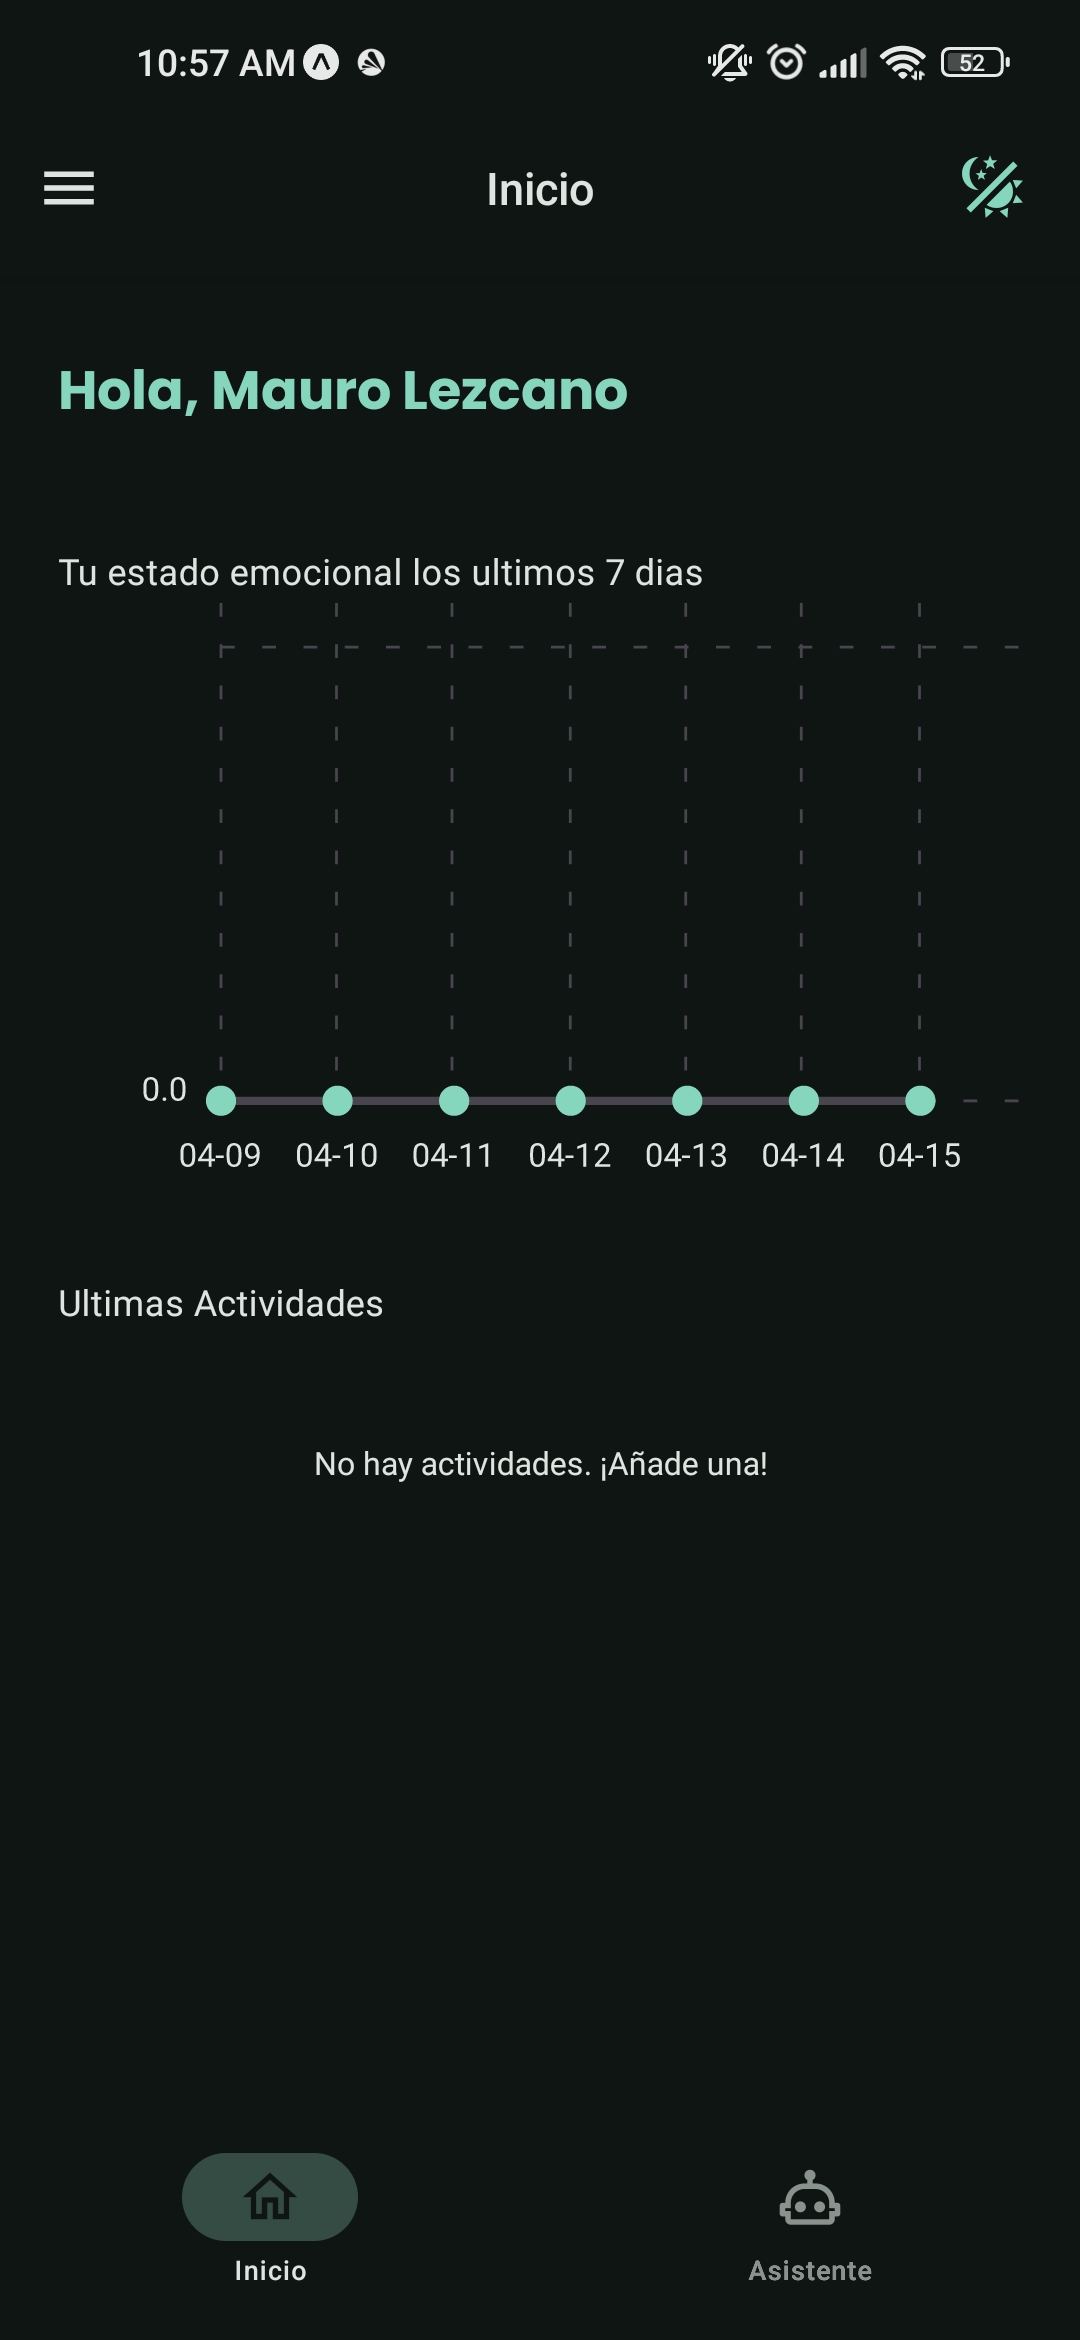 10:57 AM
52
Inicio
Hola, Mauro Lezcano
Tu estado emocional los ultimos 7 dias
0.0
04-09 04-10 04-11 04-12 04-13 04-14 04-15
Ultimas Actividades
No hay actividades. ¡Añade una!
Inicio Asistente